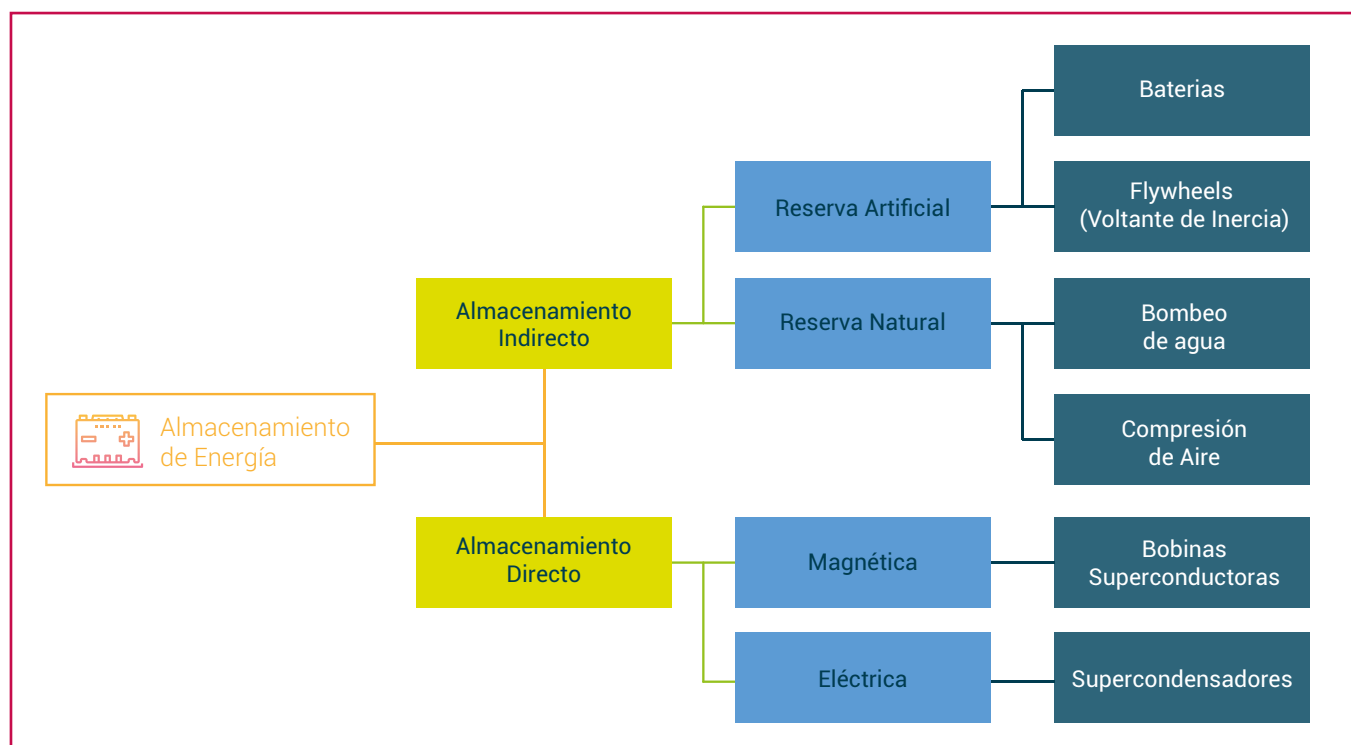 Almacenamiento
de Energía
Almacenamiento
Indirecto
Almacenamiento
Directo
Reserva Artificial
Reserva Natural
Magnética
Eléctrica
Baterias
Flywheels
(Voltante de Inercia)
Bombeo
de agua
Compresión
de Aire
Bobinas
Superconductoras
Supercondensadores